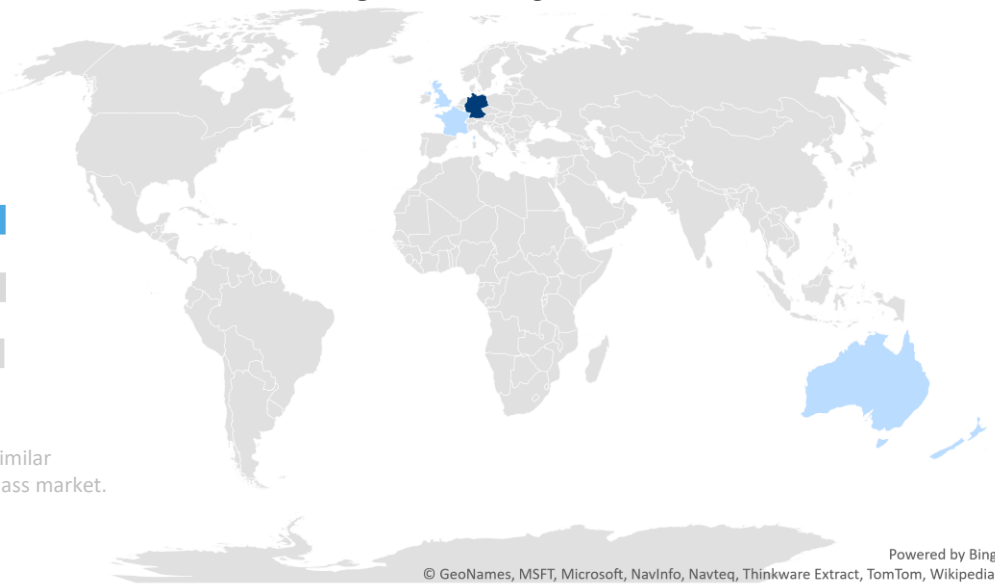 imilar
ass market.
Powered by Bing
© GeoNames, MSFT, Microsoft, NavInfo, Navteq, Thinkware Extract, TomTom, Wikipedia